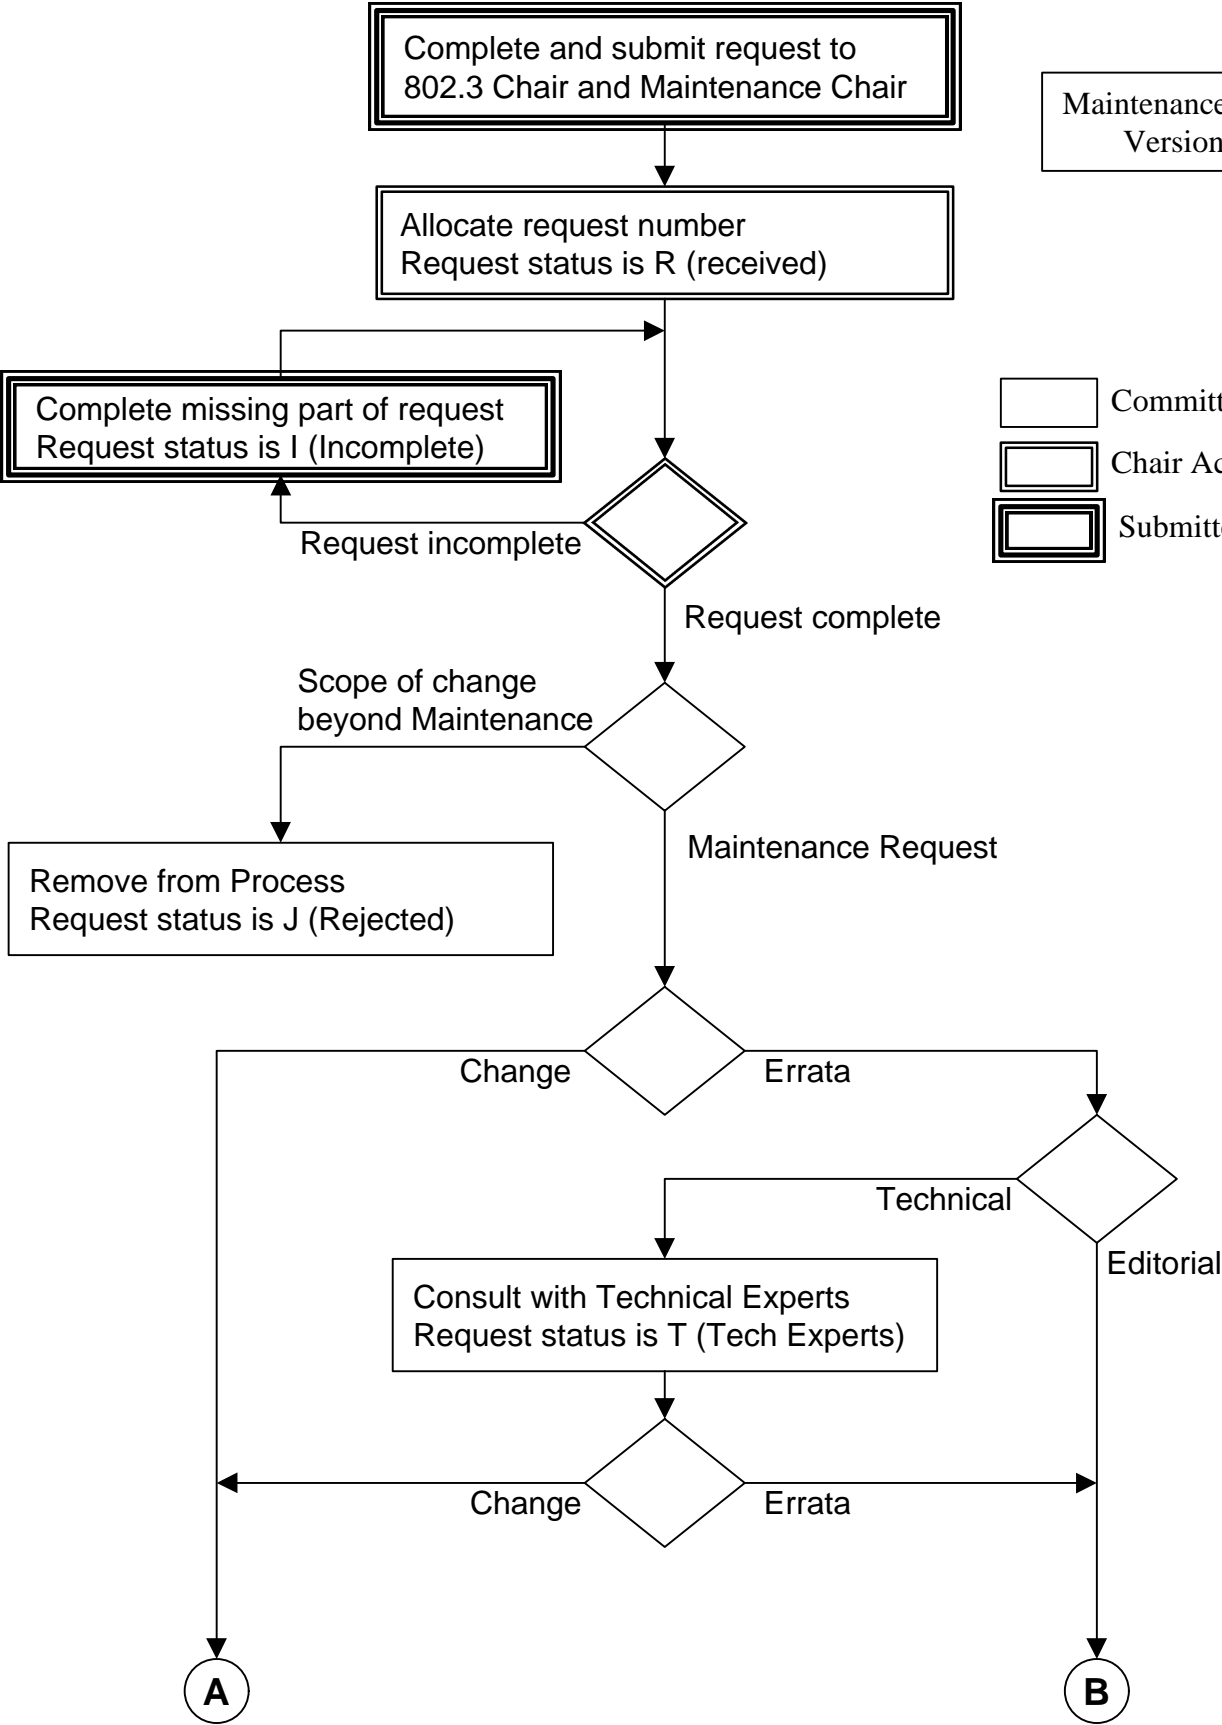 Complete and submit request to
802.3 Chair and Maintenance Chair
Maintenance
Version
Allocate request number
Request status is R (received)
Complete missing part of request
Request status is I (Incomplete)
Chair
Request incomplete
Request complete
Scope of change
beyond Maintenance
Maintenance Request
Remove from Process
Request status is J (Rejected)
Change
Errata
Technical
Editorial
Consult with Technical Experts
Request status is T (Tech Experts)
Change
Errata
A
B